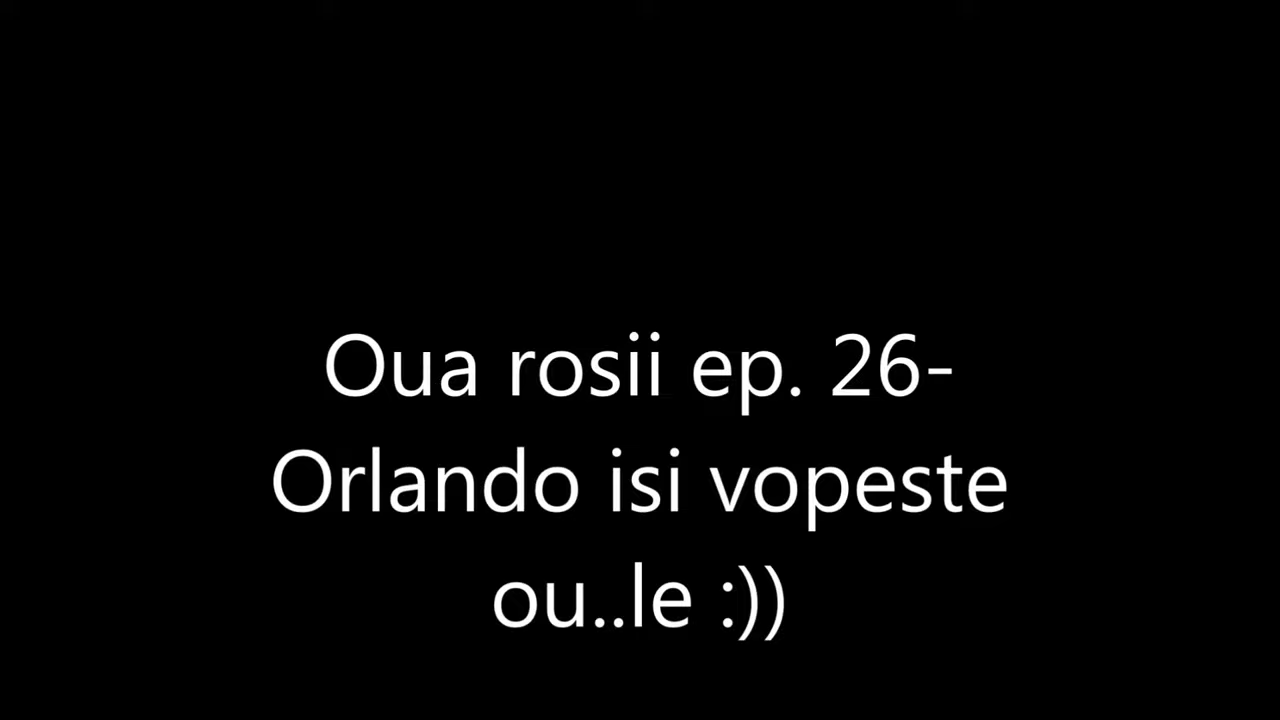 Oua rosii ep. 26-
Orlando isi vopeste
ou..le :))